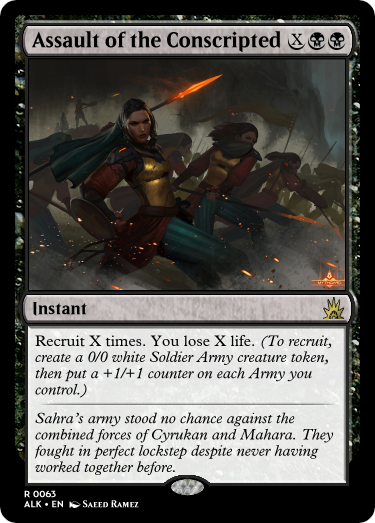 Assault of the Conscripted X
Instant
Recruit X times. You lose X life. (To recruit,
create a 0/0 white Soldier Army creature token,
then put a +1/+1 counter on each Army you
control.)
Sahra's army stood no chance against the
combined forces of Cyrukan and Mahara. They
fought in perfect lockstep despite never having
worked together before.
R 0063
ALK • EN Saeed Ramez